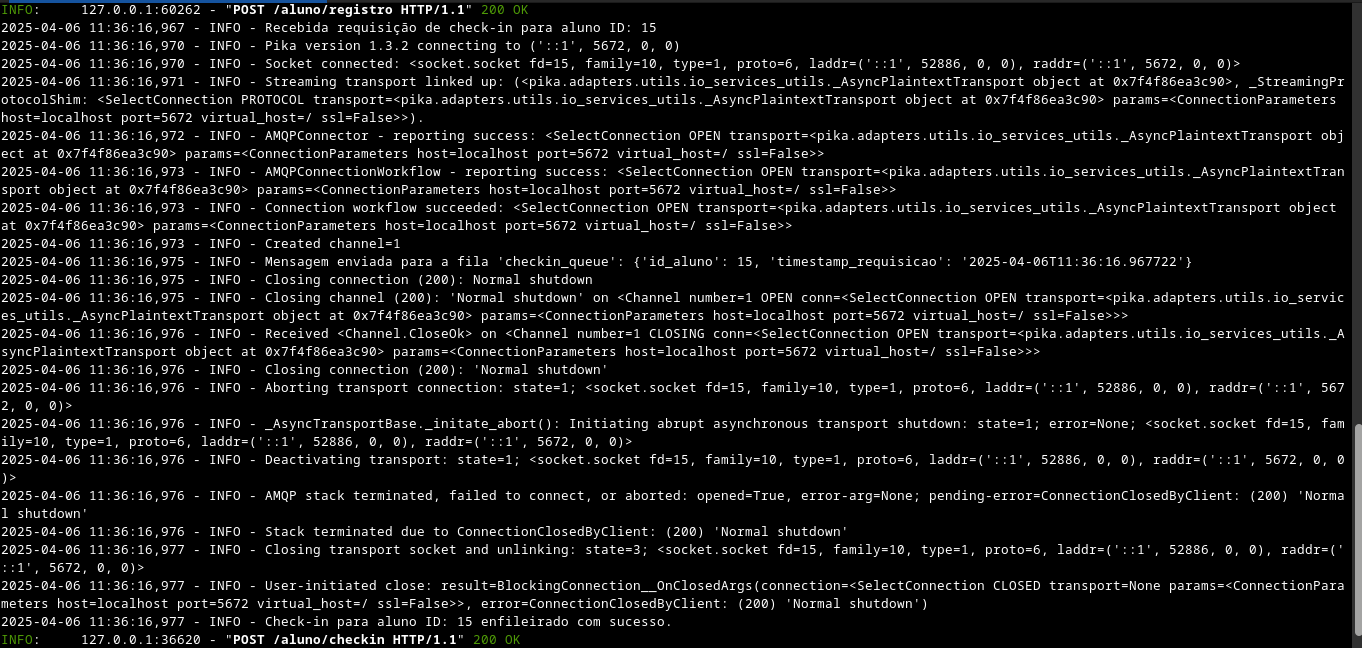 INFO:     127.0.0.1:60262 - "POST /aluno/registro HTTP/1.1" 200 OK
2025-04-06 11:36:16,967 - INFO - Recebida requisição de check-in para aluno ID: 15
2025-04-06 11:36:16,970 - INFO - Pika version 1.3.2 connecting to ('::1', 5672, 0, 0)
2025-04-06 11:36:16,970 - INFO - Socket connected: <socket.socket fd=15, family=10, type=1, proto=6, laddr=('::1', 52886, 0, 0), raddr=('::1', 5672, 0, 0)>
2025-04-06 11:36:16,971 - INFO - Streaming transport linked up: (<pika.adapters.utils.io_services_utils._AsyncPlaintextTransport object at 0x7f4f86ea3c90>, _StreamingPr
otocolShim: <SelectConnection PROTOCOL transport=<pika.adapters.utils.io_services_utils._AsyncPlaintextTransport object at 0x7f4f86ea3c90> params=<ConnectionParameters
host=localhost port=5672 virtual_host=/ ssl=False>>).
2025-04-06 11:36:16,972 - INFO - AMQPConnector - reporting success: <SelectConnection OPEN transport=<pika.adapters.utils.io_services_utils._AsyncPlaintextTransport obj
ect at 0x7f4f86ea3c90> params=<ConnectionParameters host=localhost port=5672 virtual_host=/ ssl=False>>
2025-04-06 11:36:16,973 - INFO - AMQPConnectionWorkflow - reporting success: <SelectConnection OPEN transport=<pika.adapters.utils.io_services_utils._AsyncPlaintextTran
sport object at 0x7f4f86ea3c90> params=<ConnectionParameters host=localhost port=5672 virtual_host=/ ssl=False>>
2025-04-06 11:36:16,973 - INFO - Connection workflow succeeded: <SelectConnection OPEN transport=<pika.adapters.utils.io_services_utils._AsyncPlaintextTransport object
at 0x7f4f86ea3c90> params=<ConnectionParameters host=localhost port=5672 virtual_host=/ ssl=False>>
2025-04-06 11:36:16,973 - INFO - Created channel=1
2025-04-06 11:36:16,975 - INFO - Mensagem enviada para a fila 'checkin_queue': {'id_aluno': 15, 'timestamp_requisicao': '2025-04-06T11:36:16.967722'}
2025-04-06 11:36:16,975 - INFO - Closing connection (200): Normal shutdown
2025-04-06 11:36:16,975 - INFO - Closing channel (200): 'Normal shutdown' on <Channel number=1 OPEN conn=<SelectConnection OPEN transport=<pika.adapters.utils.io_servic
es_utils._AsyncPlaintextTransport object at 0x7f4f86ea3c90> params=<ConnectionParameters host=localhost port=5672 virtual_host=/ ssl=False>>>
2025-04-06 11:36:16,976 - INFO - Received <Channel.CloseOk> on <Channel number=1 CLOSING conn=<SelectConnection OPEN transport=<pika.adapters.utils.io_services_utils._A
syncPlaintextTransport object at 0x7f4f86ea3c90> params=<ConnectionParameters host=localhost port=5672 virtual_host=/ ssl=False>>>
2025-04-06 11:36:16,976 - INFO - Closing connection (200): 'Normal shutdown'
2025-04-06 11:36:16,976 - INFO - Aborting transport connection: state=1; <socket.socket fd=15, family=10, type=1, proto=6, laddr=('::1', 52886, 0, 0), raddr=('::1', 567
2, 0, 0)>
2025-04-06 11:36:16,976 - INFO - _AsyncTransportBase._initate_abort(): Initiating abrupt asynchronous transport shutdown: state=1; error=None; <socket.socket fd=15, fam
ily=10, type=1, proto=6, laddr=('::1', 52886, 0, 0), raddr=('::1', 5672, 0, 0)>
2025-04-06 11:36:16,976 - INFO - Deactivating transport: state=1; <socket.socket fd=15, family=10, type=1, proto=6, laddr=('::1', 52886, 0, 0), raddr=('::1', 5672, 0, 0
)>
2025-04-06 11:36:16,976 - INFO - AMQP stack terminated, failed to connect, or aborted: opened=True, error-arg=None; pending-error=ConnectionClosedByClient: (200) 'Norma
l shutdown'
2025-04-06 11:36:16,976 - INFO - Stack terminated due to ConnectionClosedByClient: (200) 'Normal shutdown'
2025-04-06 11:36:16,977 - INFO - Closing transport socket and unlinking: state=3; <socket.socket fd=15, family=10, type=1, proto=6, laddr=('::1', 52886, 0, 0), raddr=('
::1', 5672, 0, 0)>
2025-04-06 11:36:16,977 - INFO - User-initiated close: result=BlockingConnection__OnClosedArgs(connection=<SelectConnection CLOSED transport=None params=<ConnectionPara
meters host=localhost port=5672 virtual_host=/ ssl=False>>, error=ConnectionClosedByClient: (200) 'Normal shutdown')
2025-04-06 11:36:16,977 - INFO - Check-in para aluno ID: 15 enfileirado com sucesso.
INFO:     127.0.0.1:36620 - "POST /aluno/checkin HTTP/1.1" 200 OK